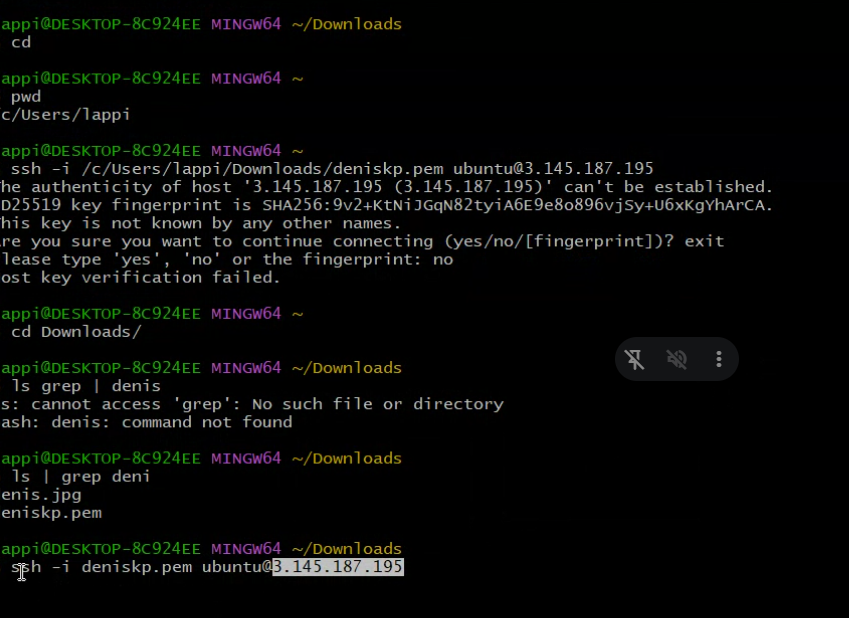 appi@DESKTOP-8C924EE MINGW64 ~/Downloads
cd
appi@DESKTOP-8C924EE MINGW64 ~
pwd
c/Users/lappi
appi@DESKTOP-8C924EE MINGW64 ~
ssh -i /c/Users/lappi/Downloads/deniskp.pem ubuntu@3.145.187.195
he authenticity of host '3.145.187.195 (3.145.187.195)' can't be established.
D25519 key fingerprint is SHA256:9v2+KtNiJGqN82tyiA6E9e8o896vjSy+U6xKgYhArCA.
his key is not known by any other names.
re you sure you want to continue connecting (yes/no/[fingerprint])? exit
lease type 'yes', 'no' or the fingerprint: no
ost key verification failed.
appi@DESKTOP-8C924EE MINGW64 ~
cd Downloads/
appi@DESKTOP-8C924EE MINGW64 ~/Downloads
ls grep | denis
s: cannot access 'grep': No such file or directory
ash: denis: command not found
appi@DESKTOP-8C924EE MINGW64 ~/Downloads
ls | grep deni
enis.jpg
eniskp.pem
appi@DESKTOP-8C924EE MINGW64 ~/Downloads
ssh -i deniskp.pem ubuntu@3.145.187.195